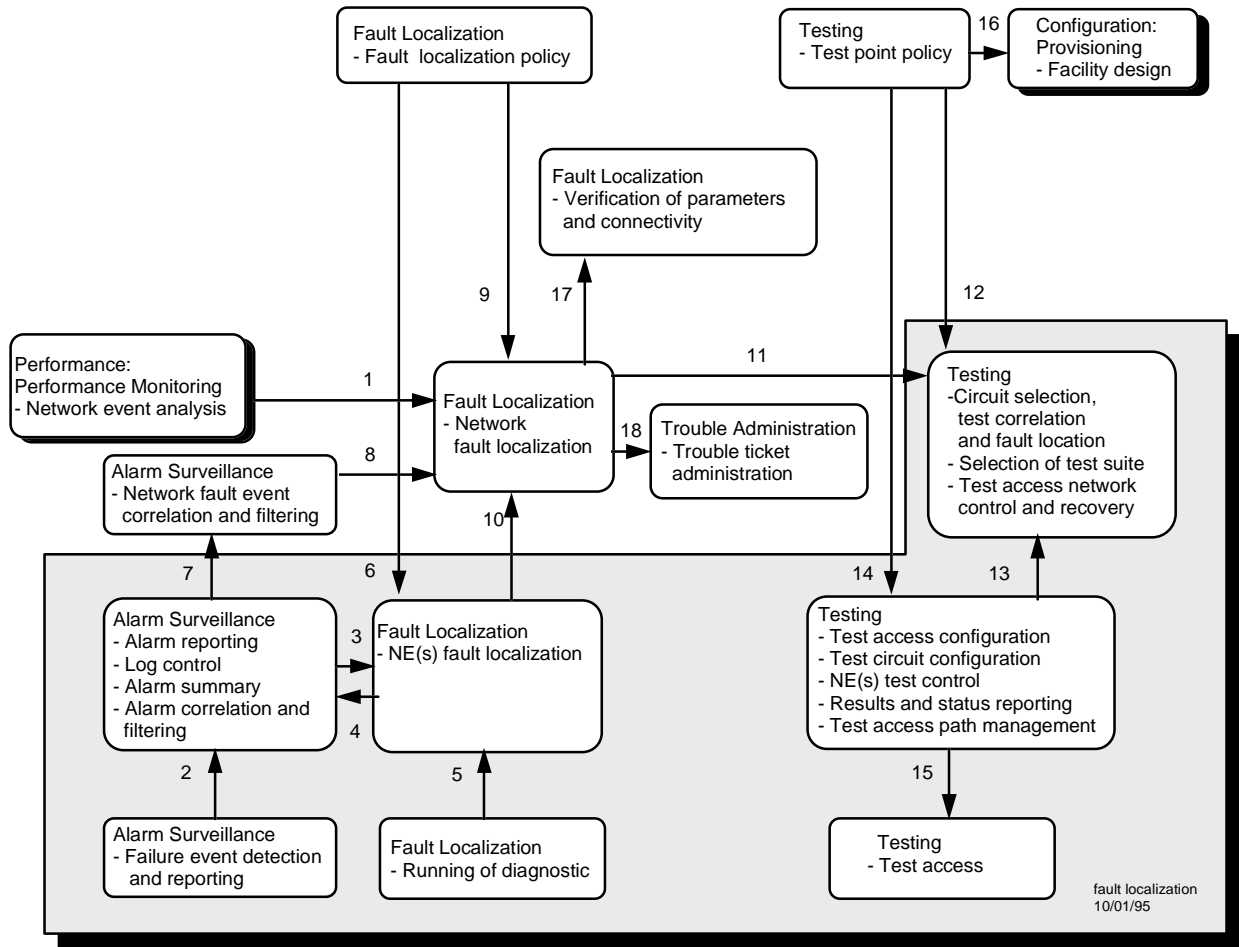 Fault Localization
- Fault localization policy
Testing
- Test point policy
16
Configuration:
Provisioning
- Facility design
Fault Localization
- Verification of parameters
and connectivity
9
17
12
Performance:
Performance Monitoring
- Network event analysis
1
11
Fault Localization
- Network
fault localization
18
Trouble Administration
- Trouble ticket
administration
Testing
-Circuit selection,
test correlation
and fault location
- Selection of test suite
- Test access network
control and recovery
8
Alarm Surveillance
- Network fault event
correlation and filtering
10
7
6
14
13
Alarm Surveillance
- Alarm reporting
- Log control
- Alarm summary
- Alarm correlation and
filtering
3
4
Fault Localization
- NE(s) fault localization
Testing
- Test access configuration
- Test circuit configuration
- NE(s) test control
- Results and status reporting
- Test access path management
2
5
15
Alarm Surveillance
- Failure event detection
and reporting
Fault Localization
- Running of diagnostic
Testing
- Test access
fault localization
10/01/95